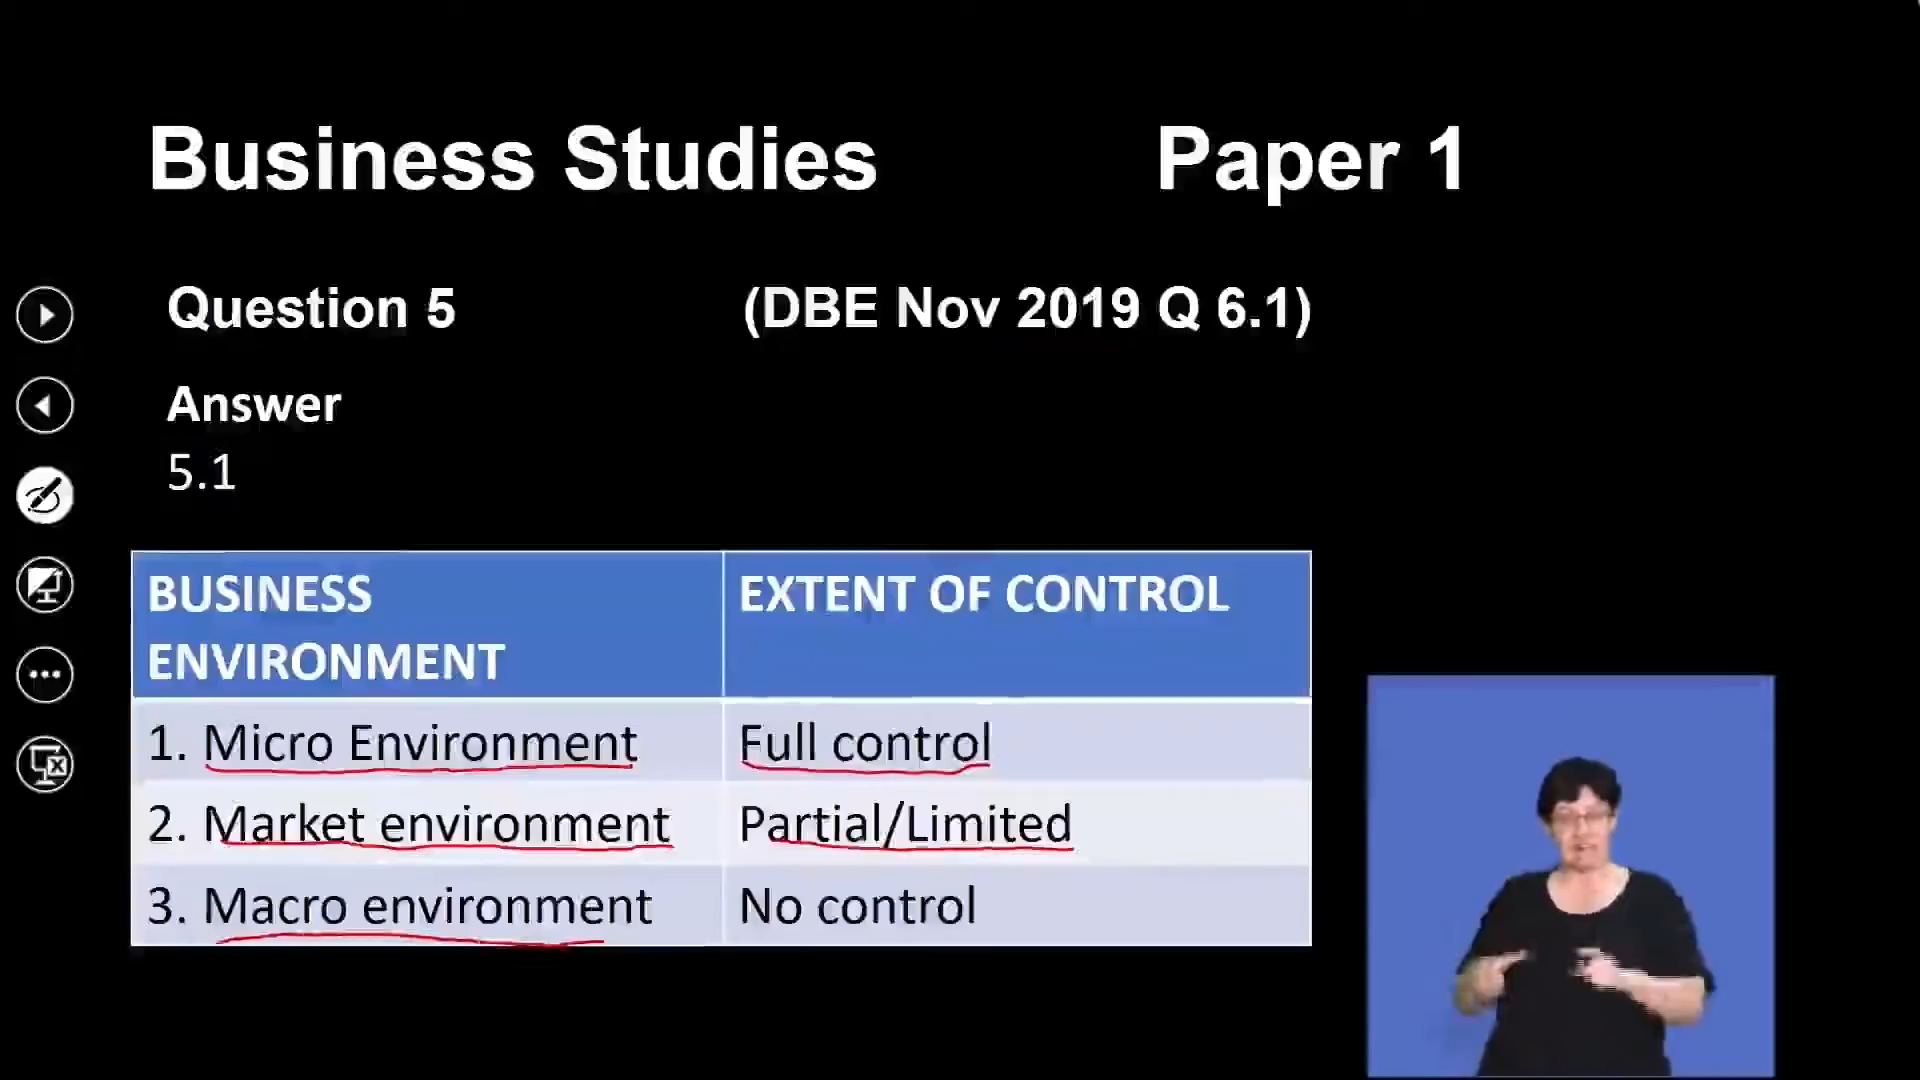 Business Studies Paper 1
Question 5 (DBE Nov 2019 Q 6.1)
Answer
5.1
BUSINESS ENVIRONMENT EXTENT OF CONTROL
1. Micro Environment Full control
2. Market environment Partial/Limited
3. Macro environment No control